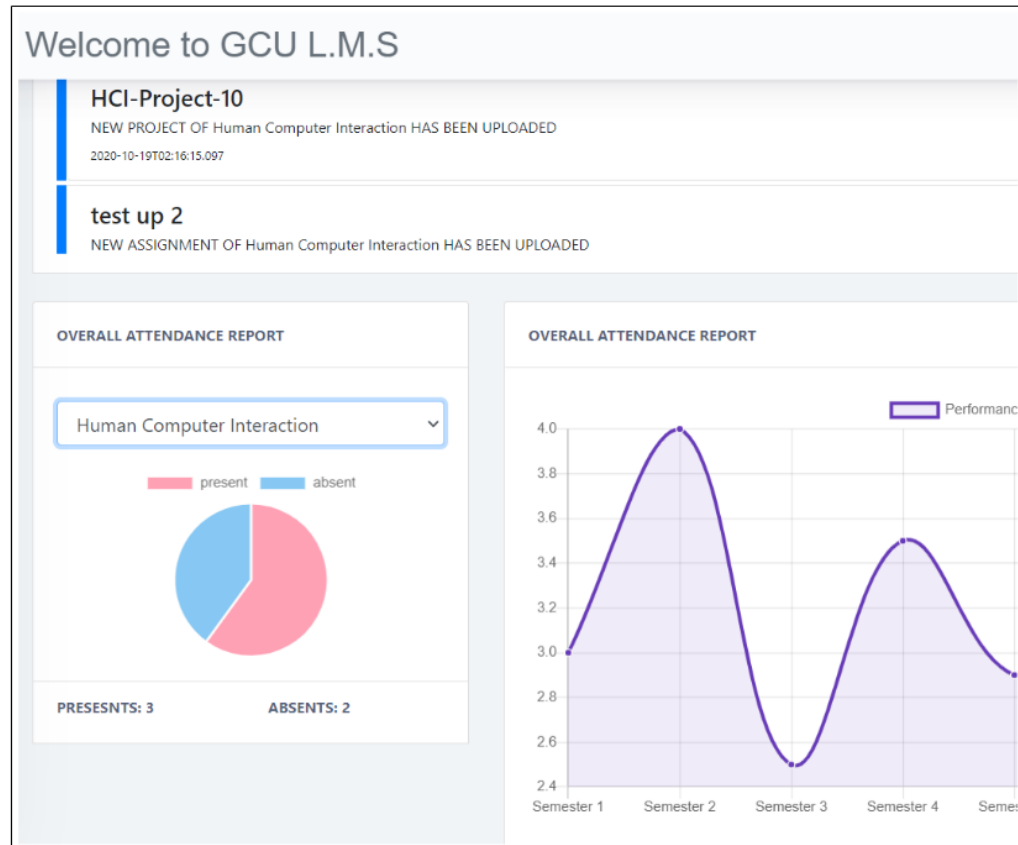 Welcome to GCU L.M.S
HCI-Project-10
NEW PROJECT OF Human Computer Interaction HAS BEEN UPLOADED
2020-10-19T02:16:15.097
test up 2
NEW ASSIGNMENT OF Human Computer Interaction HAS BEEN UPLOADED
OVERALL ATTENDANCE REPORT
Human Computer Interaction
present absent
PRESESNTS: 3 ABSENTS: 2
OVERALL ATTENDANCE REPORT
Performanc
4.0
3.8
3.6
3.4
3.2
3.0
2.8
2.6
2.4
Semester 1 Semester 2 Semester 3 Semester 4 Semes